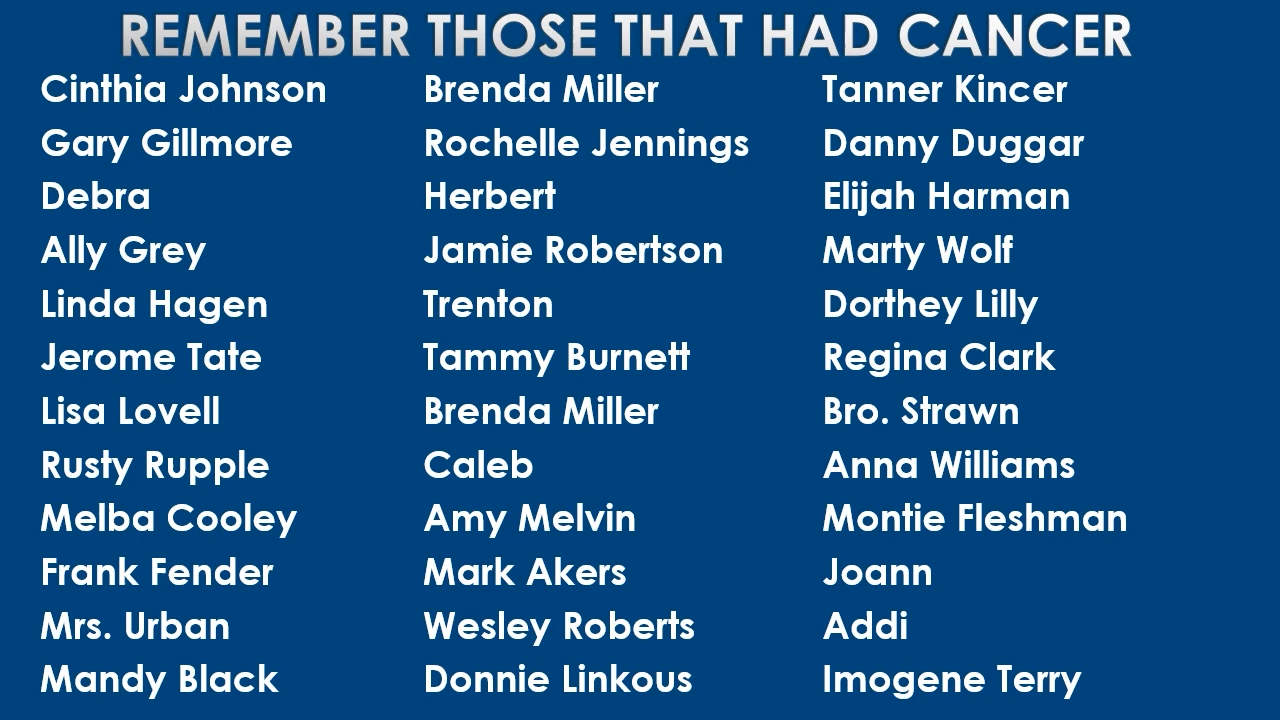 REMEMBER THOSE THAT HAD CANCER
Cinthia Johnson
Gary Gillmore
Debra
Ally Grey
Linda Hagen
Jerome Tate
Lisa Lovell
Rusty Rupple
Melba Cooley
Frank Fender
Mrs. Urban
Mandy Black
Brenda Miller
Rochelle Jennings
Herbert
Jamie Robertson
Trenton
Tammy Burnett
Brenda Miller
Caleb
Amy Melvin
Mark Akers
Wesley Roberts
Donnie Linkous
Tanner Kincer
Danny Duggar
Elijah Harman
Marty Wolf
Dorthey Lilly
Regina Clark
Bro. Strawn
Anna Williams
Montie Fleshman
Joann
Addi
Imogene Terry